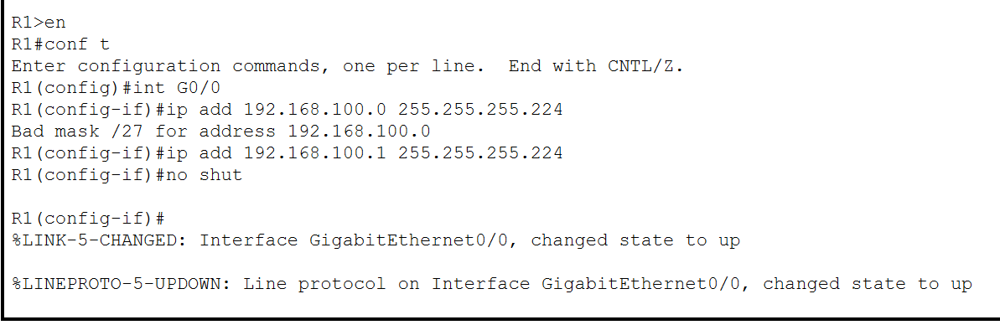 R1>en
R1#conf t
Enter configuration commands, one per line.  End with CNTL/Z.
R1(config)#int G0/0
R1(config-if)#ip add 192.168.100.0 255.255.255.224
Bad mask /27 for address 192.168.100.0
R1(config-if)#ip add 192.168.100.1 255.255.255.224
R1(config-if)#no shut
R1(config-if)#
%LINK-5-CHANGED: Interface GigabitEthernet0/0, changed state to up
%LINEPROTO-5-UPDOWN: Line protocol on Interface GigabitEthernet0/0, changed state to up